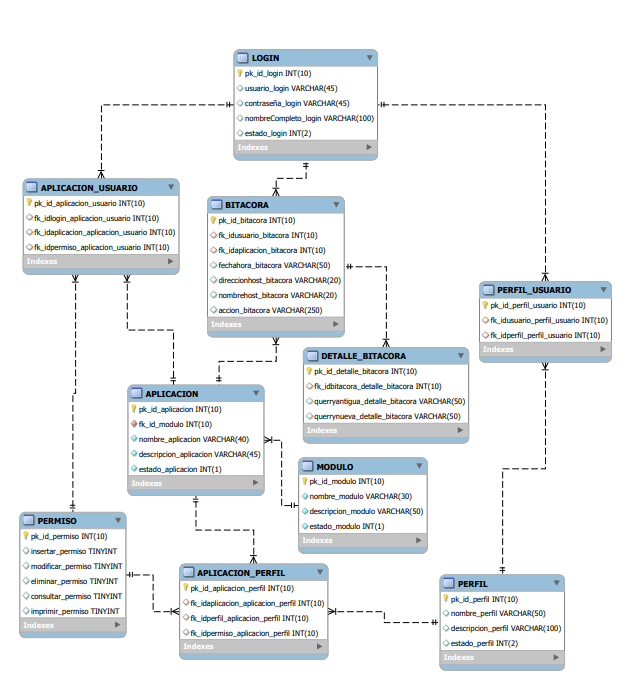 LOGIN
pk_id_login INT(10)
usuario_login VARCHAR(45)
contraseña_login VARCHAR(45)
nombreCompleto_login VARCHAR(100)
estado_login INT(2)
Indexes
APLICACION_USUARIO
pk_id_aplicacion_usuario INT(10)
fk_idlogin_aplicacion_usuario INT(10)
fk_idaplicacion_aplicacion_usuario INT(10)
fk_idpermiso_aplicacion_usuario INT(10)
Indexes
BITACORA
pk_id_bitacora INT(10)
fk_idusuario_bitacora INT(10)
fk_idaplicacion_bitacora INT(10)
fechahora_bitacora VARCHAR(50)
direccionhost_bitacora VARCHAR(20)
nombrehost_bitacora VARCHAR(20)
accion_bitacora VARCHAR(250)
Indexes
PERFIL_USUARIO
pk_id_perfil_usuario INT(10)
fk_idusuario_perfil_usuario INT(10)
fk_idperfil_perfil_usuario INT(10)
Indexes
DETALLE_BITACORA
pk_id_detalle_bitacora INT(10)
fk_idbitacora_detalle_bitacora INT(10)
querryantigua_detalle_bitacora VARCHAR(50)
querrynueva_detalle_bitacora VARCHAR(50)
Indexes
APLICACION
pk_id_aplicacion INT(10)
fk_id_modulo INT(10)
nombre_aplicacion VARCHAR(40)
descripcion_aplicacion VARCHAR(45)
estado_aplicacion INT(1)
Indexes
MODULO
pk_id_modulo INT(10)
nombre_modulo VARCHAR(30)
descripcion_modulo VARCHAR(50)
estado_modulo INT(1)
Indexes
PERMISO
pk_id_permiso INT(10)
insertar_permiso TINYINT
modificar_permiso TINYINT
eliminar_permiso TINYINT
consultar_permiso TINYINT
imprimir_permiso TINYINT
Indexes
APLICACION_PERFIL
pk_id_aplicacion_perfil INT(10)
fk_idaplicacion_aplicacion_perfil INT(10)
fk_idperfil_aplicacion_perfil INT(10)
fk_idpermiso_aplicacion_perfil INT(10)
Indexes
PERFIL
pk_id_perfil INT(10)
nombre_perfil VARCHAR(50)
descripcion_perfil VARCHAR(100)
estado_perfil INT(2)
Indexes